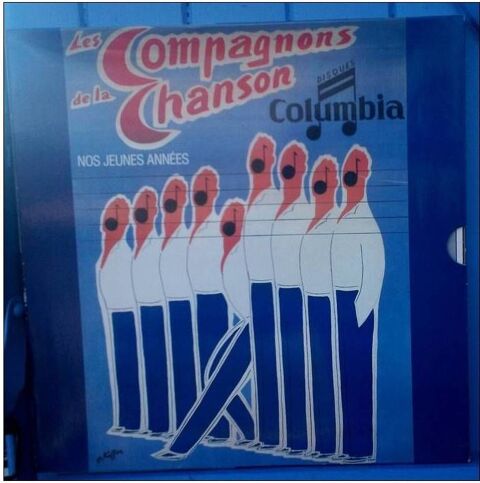 Les Compagnons
de la Chanson
DISQUES
Columbia
NOS JEUNES ANNÉES